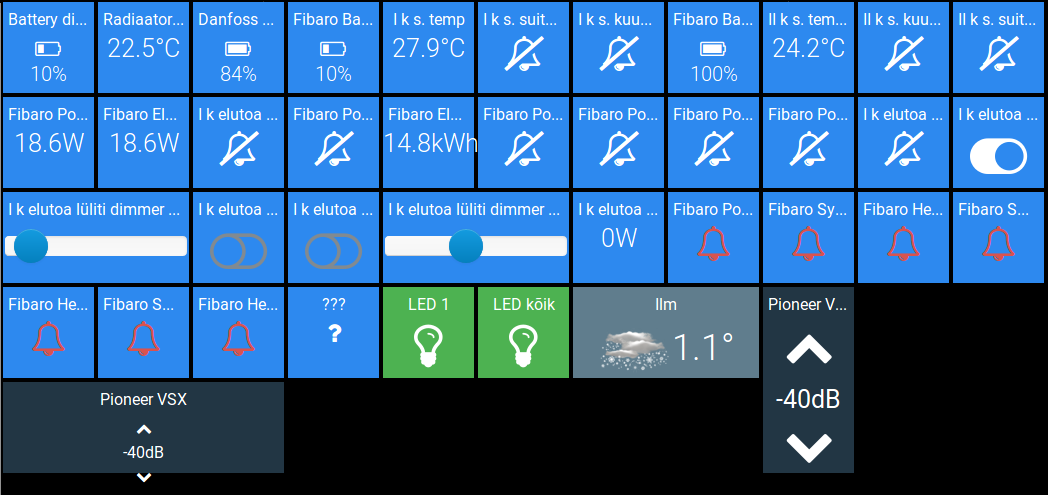 Battery di...
10%
Radiaator...
22.5°C
Danfoss ...
84%
Fibaro Ba...
10%
I k s. temp
27.9°C
I k s. suit...
I k s. kuu...
Fibaro Ba...
100%
II k s. tem...
24.2°C
II k s. kuu...
II k s. suit...
Fibaro Po...
18.6W
Fibaro El...
18.6W
I k elutoa ...
Fibaro Po...
Fibaro El...
14.8kWh
Fibaro Po...
Fibaro Po...
Fibaro Po...
Fibaro Po...
I k elutoa ...
I k elutoa ...
I k elutoa lüliti dimmer ...
I k elutoa ...
I k elutoa ...
I k elutoa lüliti dimmer ...
I k elutoa ...
0W
Fibaro Po...
Fibaro Sy...
Fibaro He...
Fibaro S...
Fibaro He...
Fibaro S...
Fibaro He...
???
?
LED 1
LED kõik
Ilm
1.1°
Pioneer V...
-40dB
Pioneer VSX
-40dB